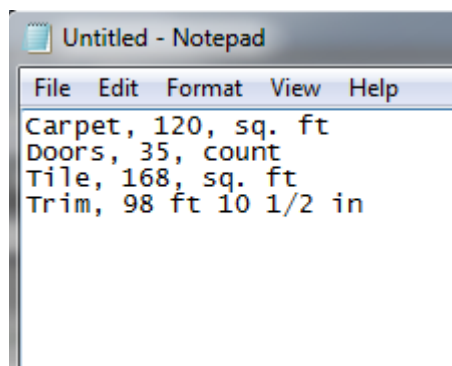 Untitled - Notepad
File Edit Format View Help
Carpet, 120, sq. ft
Doors, 35, count
Tile, 168, sq. ft
Trim, 98 ft 10 1/2 in